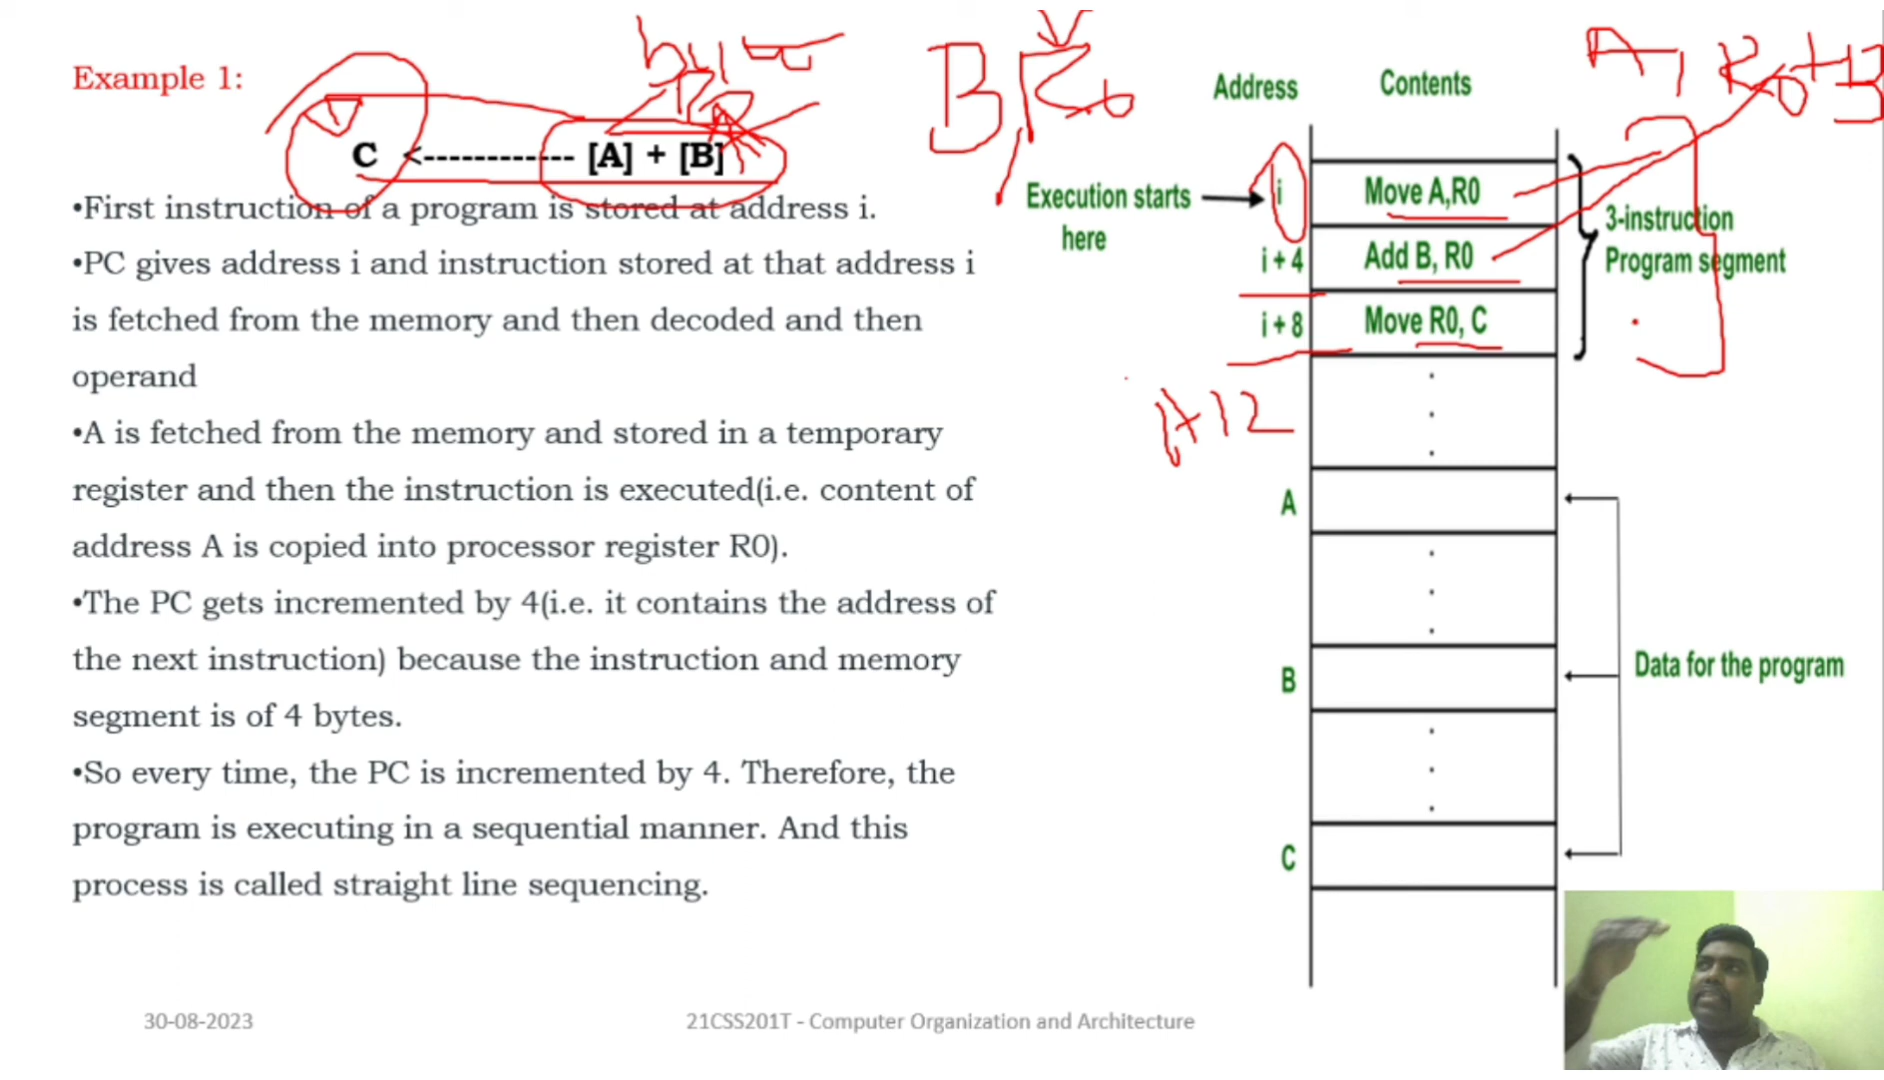 Example 1:
C <------------ [A] + [B]
•First instruction of a program is stored at address i.
•PC gives address i and instruction stored at that address i
is fetched from the memory and then decoded and then
operand
•A is fetched from the memory and stored in a temporary
register and then the instruction is executed(i.e. content of
address A is copied into processor register R0).
•The PC gets incremented by 4(i.e. it contains the address of
the next instruction) because the instruction and memory
segment is of 4 bytes.
•So every time, the PC is incremented by 4. Therefore, the
program is executing in a sequential manner. And this
process is called straight line sequencing.
B, R0
A, R0+B
Address Contents
Execution starts
here
i Move A,R0
i + 4 Add B, R0
i + 8 Move R0, C
3-instruction
Program segment
i+12
.
.
.
A
.
.
.
B
.
.
.
C
Data for the program
30-08-2023
21CSS201T - Computer Organization and Architecture